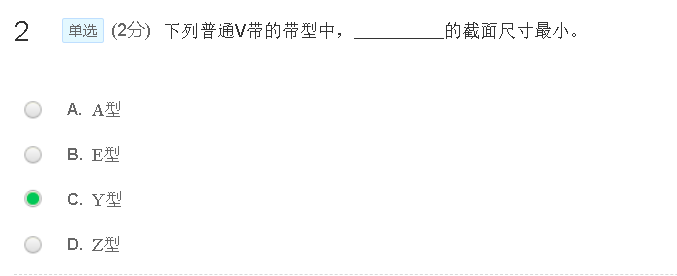 2 单选 (2分) 下列普通V带的带型中，__________的截面尺寸最小。
A. A型
B. E型
C. Y型
D. Z型